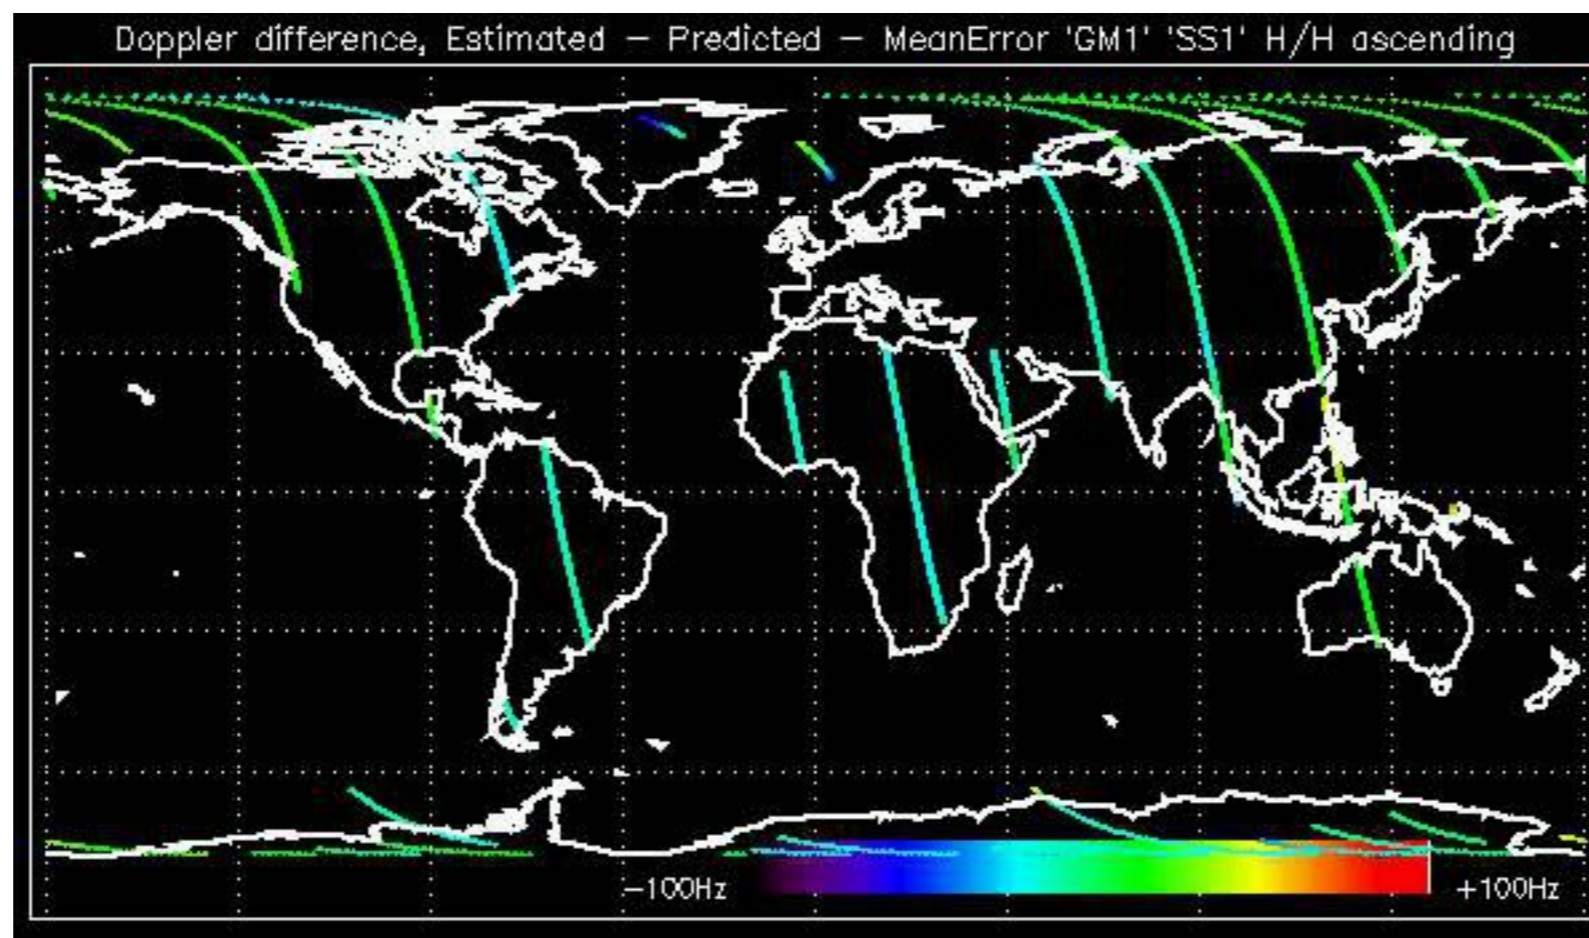 Doppler difference, Estimated - Predicted - MeanError 'GM1' 'SS1' H/H ascending
-100Hz +100Hz